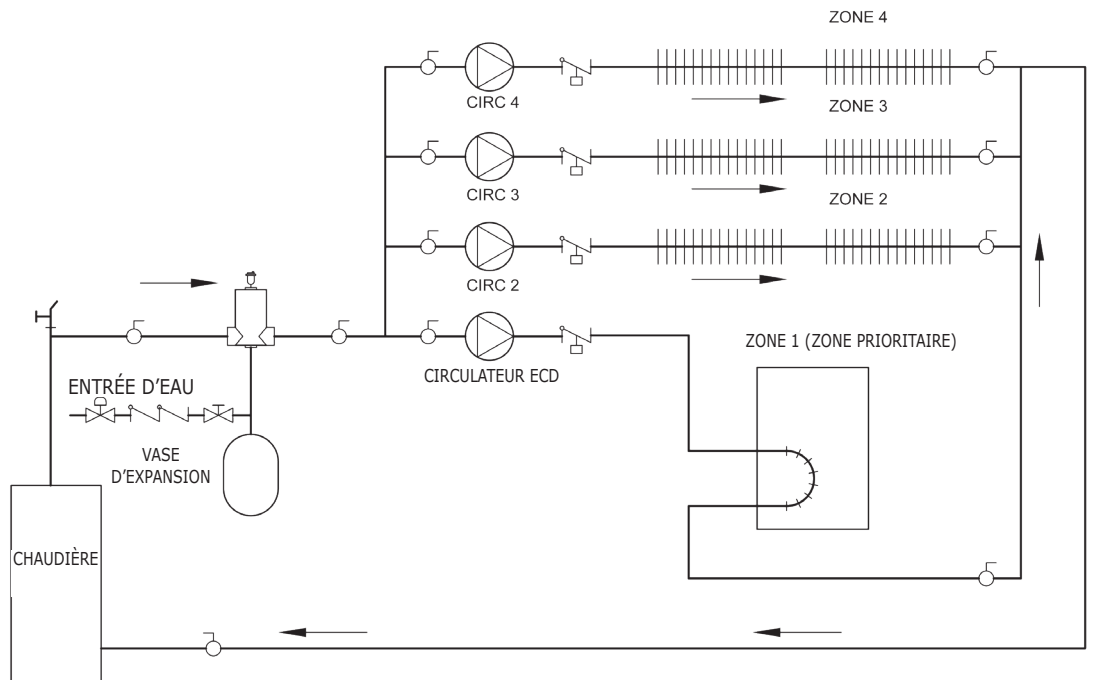 ZONE 4
CIRC 4
ZONE 3
CIRC 3
ZONE 2
CIRC 2
ZONE 1 (ZONE PRIORITAIRE)
CIRCULATEUR ECD
ENTRÉE D'EAU
VASE
D'EXPANSION
CHAUDIÈRE